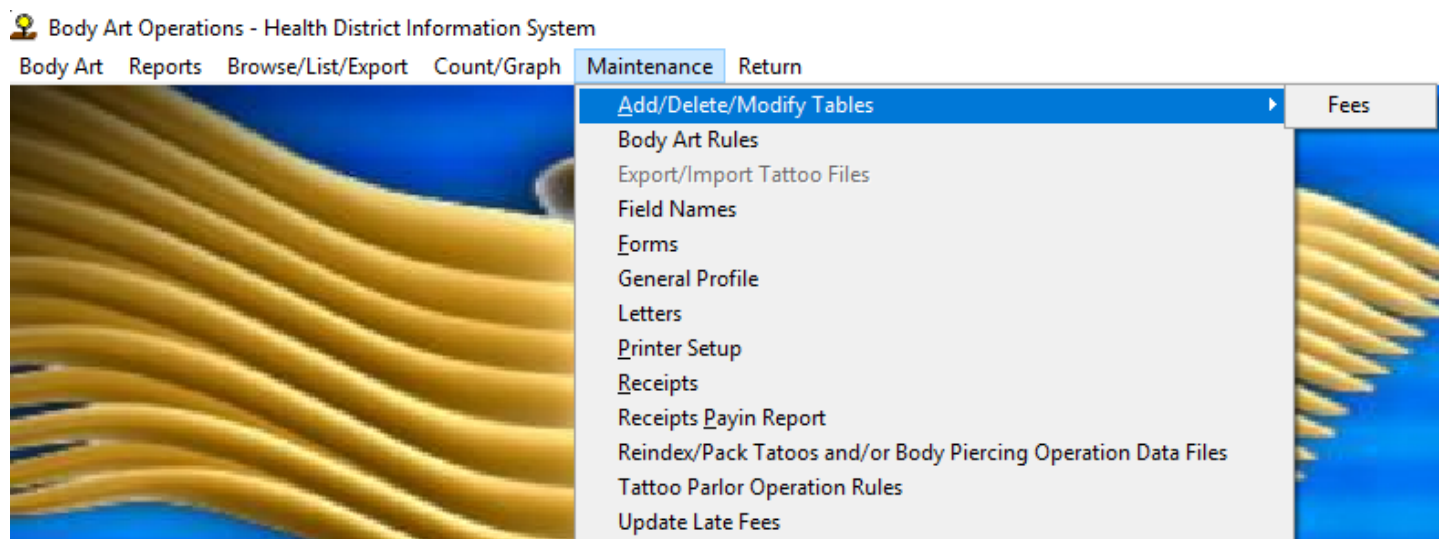 Body Art Operations - Health District Information System
Body Art Reports Browse/List/Export Count/Graph Maintenance Return
Add/Delete/Modify Tables Fees
Body Art Rules
Export/Import Tattoo Files
Field Names
Forms
General Profile
Letters
Printer Setup
Receipts
Receipts Payin Report
Reindex/Pack Tatoos and/or Body Piercing Operation Data Files
Tattoo Parlor Operation Rules
Update Late Fees